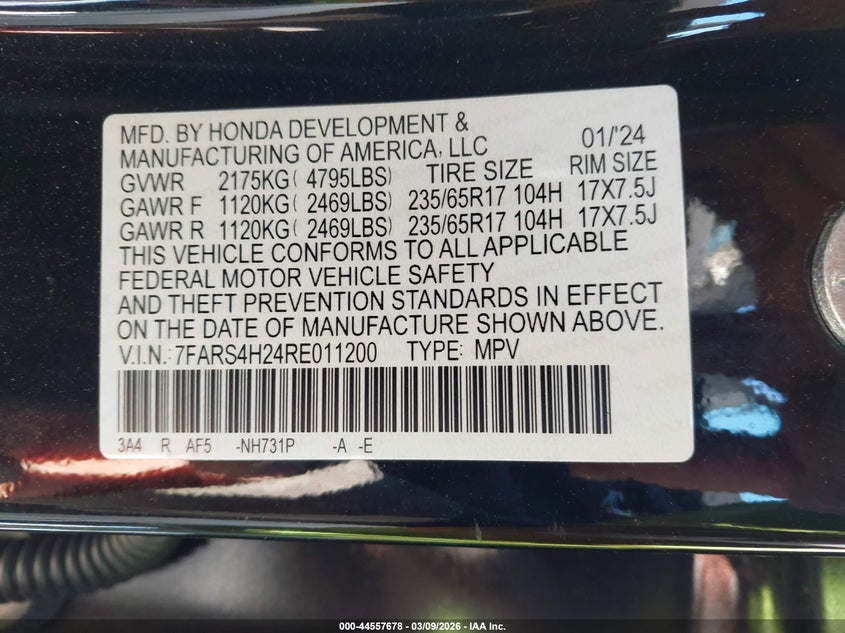 MFD. BY HONDA DEVELOPMENT &
MANUFACTURING OF AMERICA, LLC 01/'24
GVWR 2175KG( 4795LBS) TIRE SIZE RIM SIZE
GAWR F 1120KG( 2469LBS) 235/65R17 104H 17X7.5J
GAWR R 1120KG( 2469LBS) 235/65R17 104H 17X7.5J
THIS VEHICLE CONFORMS TO ALL APPLICABLE
FEDERAL MOTOR VEHICLE SAFETY
AND THEFT PREVENTION STANDARDS IN EFFECT
ON THE DATE OF MANUFACTURE SHOWN ABOVE.
V.I.N.: 7FARS4H24RE011200 TYPE: MPV
3A4 R AF5 -NH731P -A -E
000-44557678 - 03/09/2026 - IAA Inc.